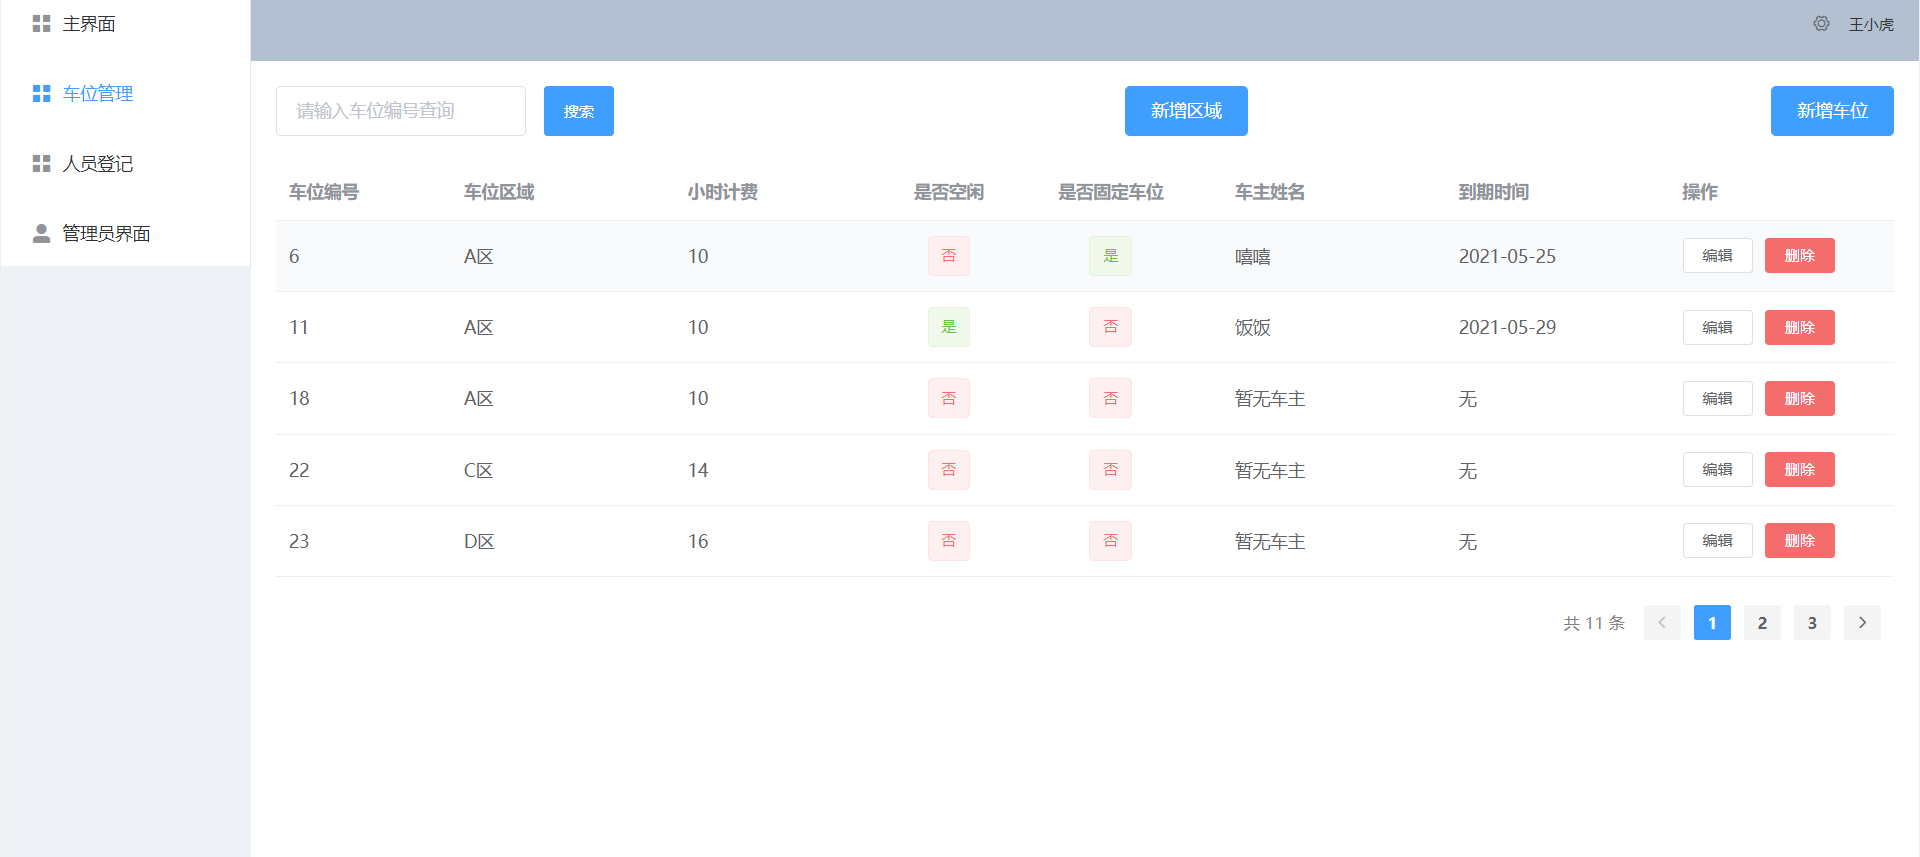 主界面
车位管理
人员登记
管理员界面
王小虎
请输入车位编号查询 搜索 新增区域 新增车位
车位编号 车位区域 小时计费 是否空闲 是否固定车位 车主姓名 到期时间 操作
6 A区 10 否 是 嘻嘻 2021-05-25 编辑 删除
11 A区 10 是 否 饭饭 2021-05-29 编辑 删除
18 A区 10 否 否 暂无车主 无 编辑 删除
22 C区 14 否 否 暂无车主 无 编辑 删除
23 D区 16 否 否 暂无车主 无 编辑 删除
共 11 条 1 2 3